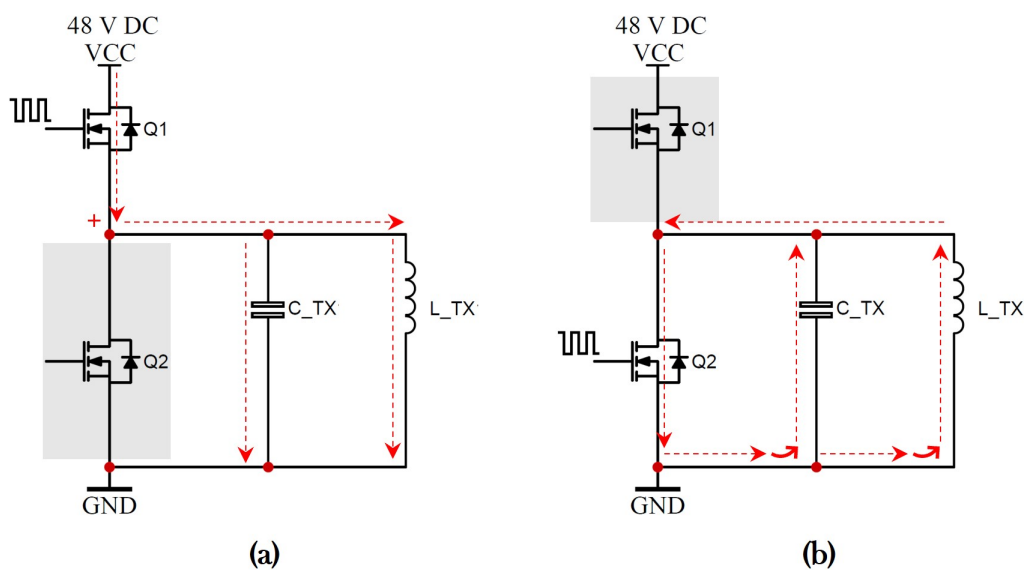 48 V DC
VCC
Q1
+
C_TX
L_TX
Q2
GND
(a)
48 V DC
VCC
Q1
C_TX
L_TX
Q2
GND
(b)